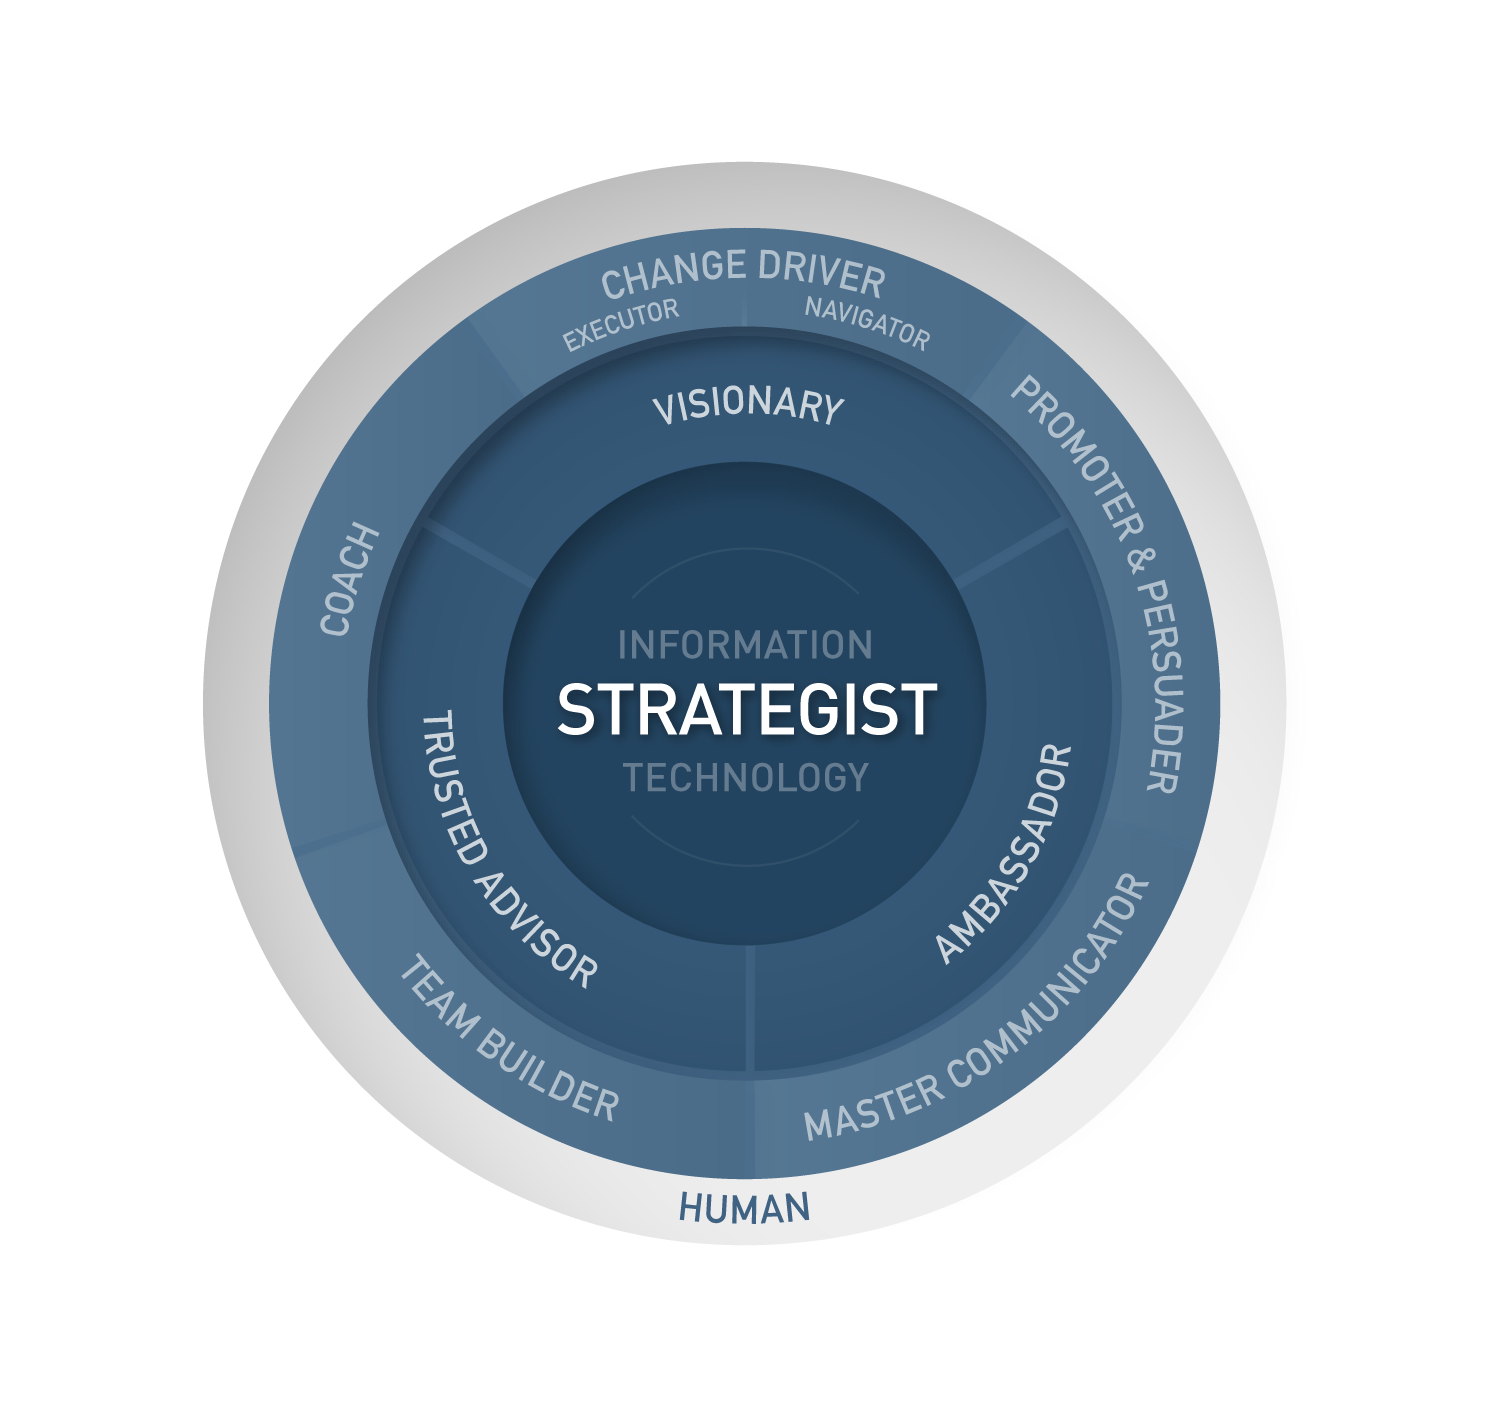 CHANGE DRIVER
EXECUTOR
NAVIGATOR
VISIONARY
PROMOTER & PERSUADER
COACH
INFORMATION
STRATEGIST
TECHNOLOGY
TRUSTED ADVISOR
AMBASSADOR
TEAM BUILDER
MASTER COMMUNICATOR
HUMAN